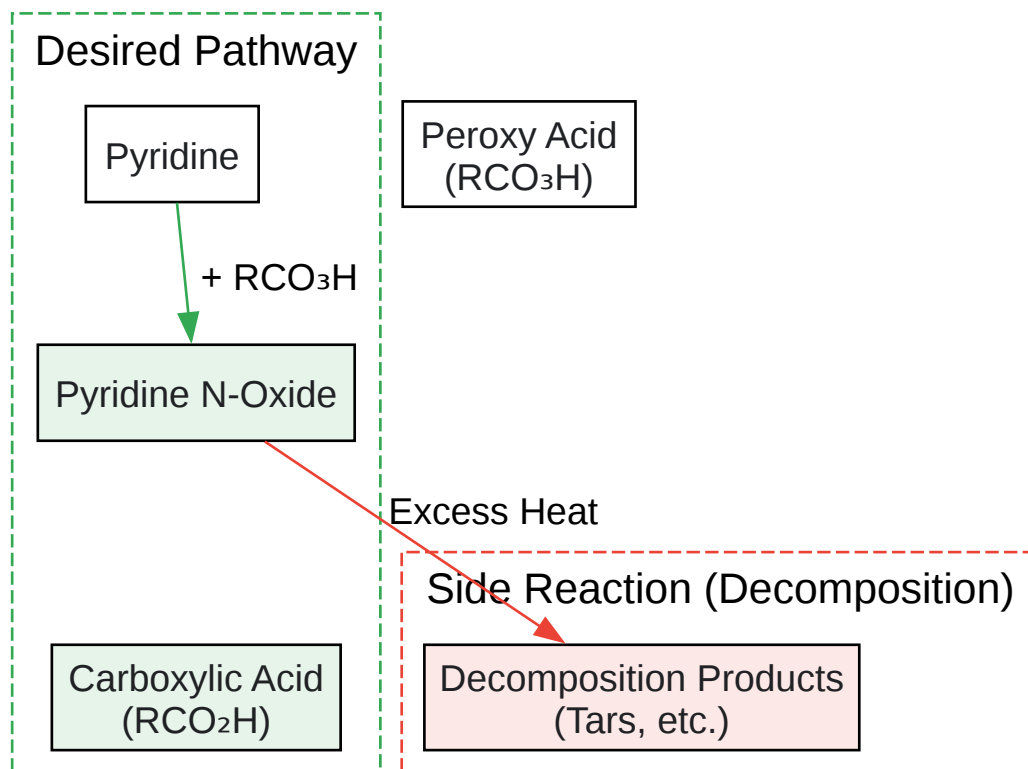 Desired Pathway
Pyridine
Peroxy Acid
(RCO₃H)
+ RCO₃H
Pyridine N-Oxide
Excess Heat
Side Reaction (Decomposition)
Carboxylic Acid
(RCO₂H)
Decomposition Products
(Tars, etc.)